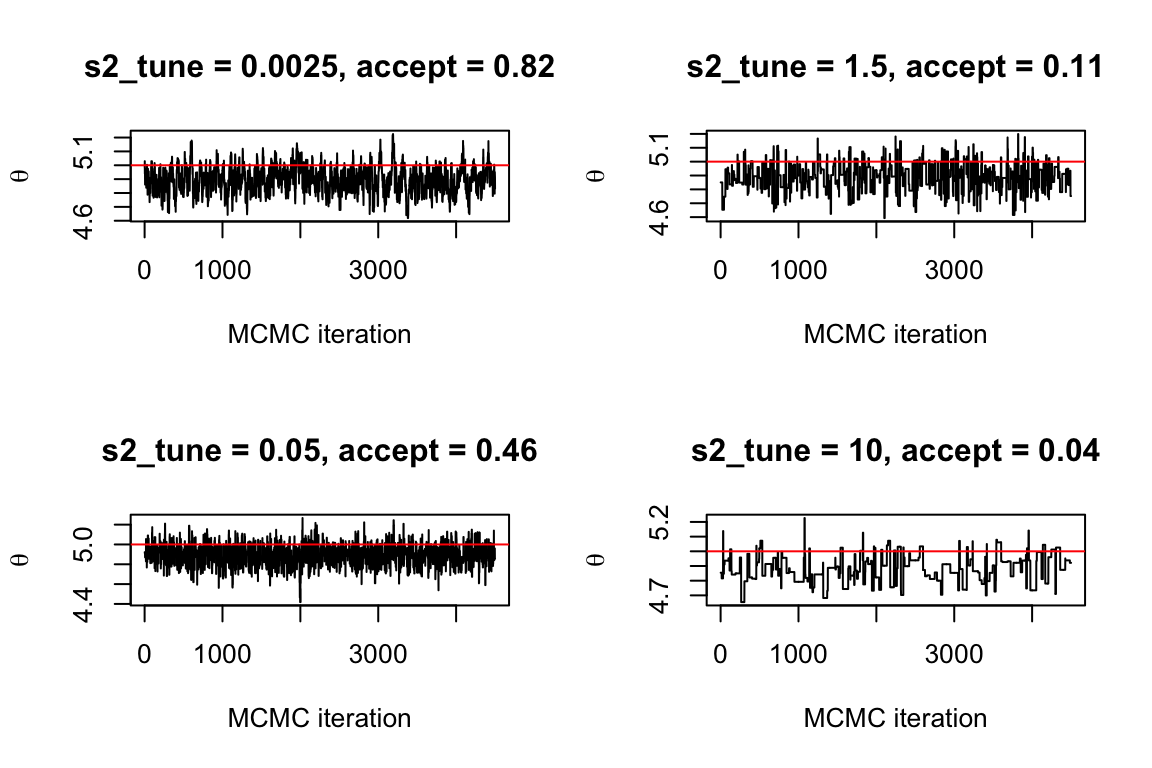 s2_tune = 0.0025, accept = 0.82
θ
5.1
4.6
0 1000 3000
MCMC iteration
s2_tune = 1.5, accept = 0.11
θ
5.1
4.6
0 1000 3000
MCMC iteration
s2_tune = 0.05, accept = 0.46
θ
5.0
4.4
0 1000 3000
MCMC iteration
s2_tune = 10, accept = 0.04
θ
5.2
4.7
0 1000 3000
MCMC iteration